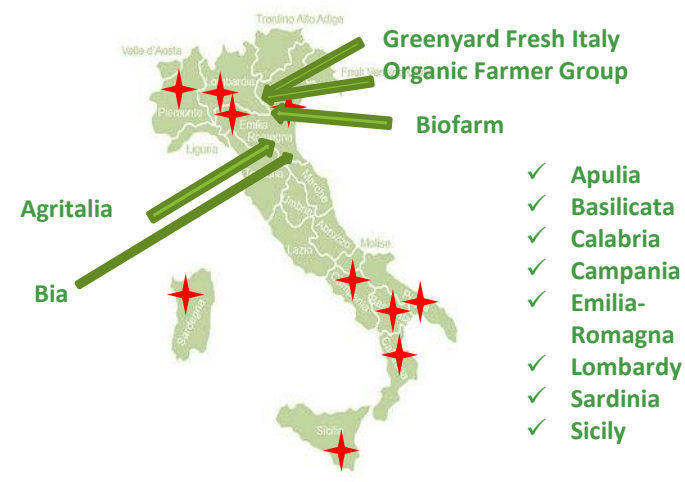 Trentino Alto Adige
Valle d'Aosta
Greenyard Fresh Italy
Organic Farmer Group
Lombardia
Piemonte
Emilia
Romagna
Biofarm
Liguria
Marche
Umbria
Abruzzo
Lazio
Molise
Agritalia
Bia
Campania
Sardegna
Sicilia
✓ Apulia
✓ Basilicata
✓ Calabria
✓ Campania
✓ Emilia-
Romagna
✓ Lombardy
✓ Sardinia
✓ Sicily